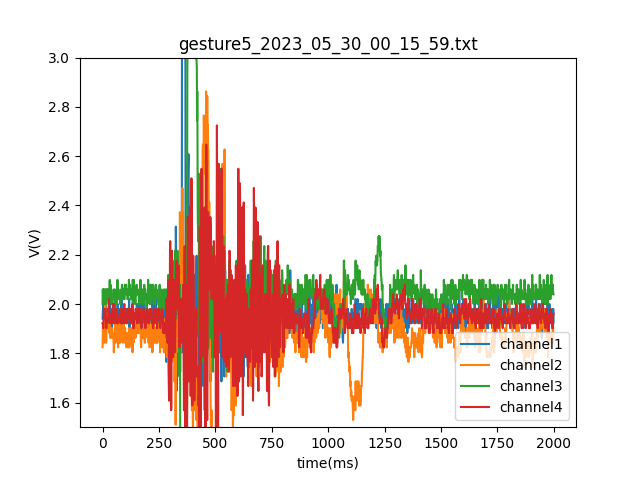 gesture5_2023_05_30_00_15_59.txt
3.0
2.8
2.6
2.4
2.2
2.0
1.8
1.6
V(V)
0 250 500 750 1000 1250 1500 1750 2000
time(ms)
channel1
channel2
channel3
channel4